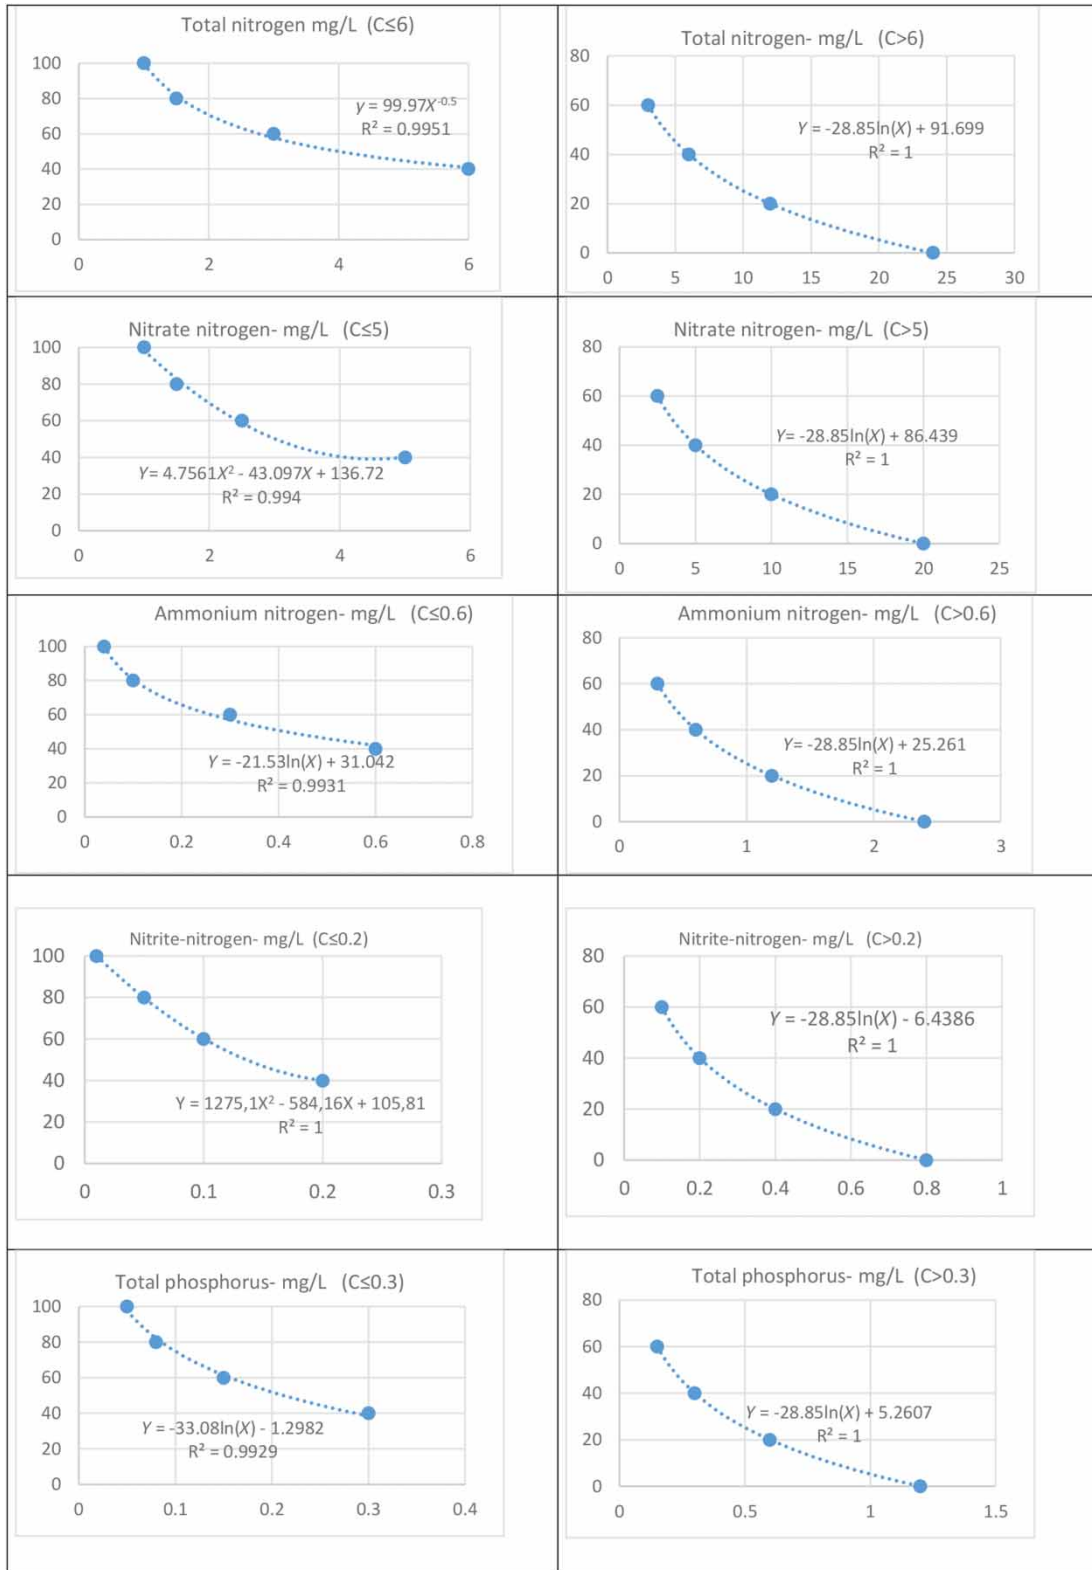 Total nitrogen mg/L (C≤6)
100
80
60
40
20
0
y = 99.97X^-0.5
R² = 0,9951
0 2 4 6
Total nitrogen- mg/L (C>6)
80
60
40
20
0
Y = -28.85ln(X) + 91.699
R² = 1
0 5 10 15 20 25 30
Nitrate nitrogen- mg/L (C≤5)
100
80
60
40
20
0
Y= 4.7561X² - 43.097X + 136.72
R² = 0.994
0 2 4 6
Nitrate nitrogen- mg/L (C>5)
80
60
40
20
0
Y= -28.85ln(X) + 86.439
R² = 1
0 5 10 15 20 25
Ammonium nitrogen- mg/L (C≤0.6)
100
80
60
40
20
0
Y= -21.53ln(X) + 31.042
R² = 0.9931
0 0.2 0.4 0.6 0.8
Ammonium nitrogen- mg/L (C>0.6)
80
60
40
20
0
Y= -28.85ln(X) + 25.261
R² = 1
0 1 2 3
Nitrite-nitrogen- mg/L (C≤0.2)
100
80
60
40
20
0
Y = 1275,1X² - 584,16X + 105,81
R² = 1
0 0.1 0.2 0.3
Nitrite-nitrogen- mg/L (C>0.2)
80
60
40
20
0
Y = -28.85ln(X) - 6.4386
R² = 1
0 0.2 0.4 0.6 0.8 1
Total phosphorus- mg/L (C≤0.3)
100
80
60
40
20
0
Y= -33.08ln(X) - 1.2982
R² = 0.9929
0 0.1 0.2 0.3 0.4
Total phosphorus- mg/L (C>0.3)
80
60
40
20
0
Y= -28.85ln(X) + 5.2607
R² = 1
0 0.5 1 1.5